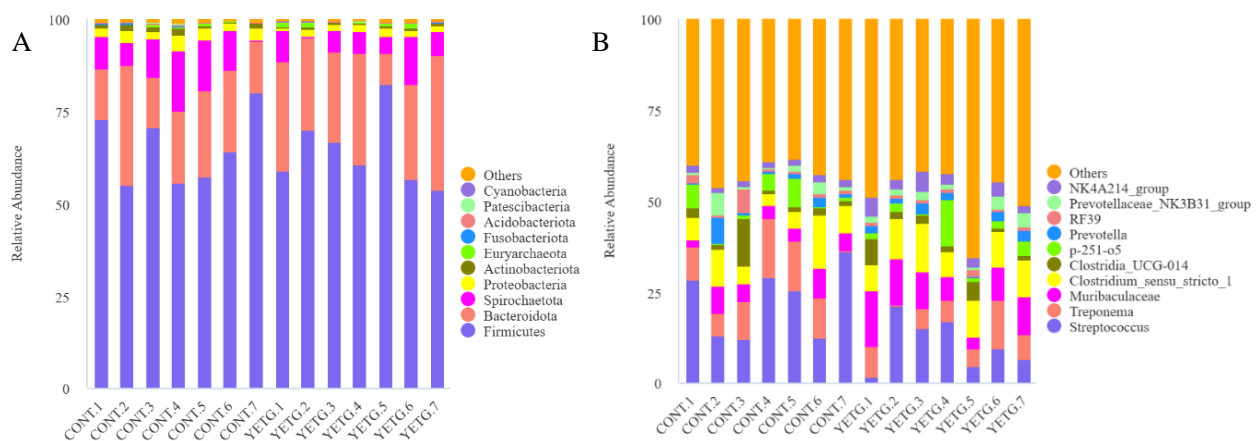 A
Relative Abundance
100
75
50
25
0
CONT.1
CONT.2
CONT.3
CONT.4
CONT.5
CONT.6
CONT.7
YETG.1
YETG.2
YETG.3
YETG.4
YETG.5
YETG.6
YETG.7
Others
Cyanobacteria
Patescibacteria
Acidobacteriota
Fusobacteriota
Euryarchaeota
Actinobacteriota
Proteobacteria
Spirochaetota
Bacteroidota
Firmicutes
B
Relative Abundance
100
75
50
25
0
CONT.1
CONT.2
CONT.3
CONT.4
CONT.5
CONT.6
CONT.7
YETG.1
YETG.2
YETG.3
YETG.4
YETG.5
YETG.6
YETG.7
Others
NK4A214_group
Prevotellaceae_NK3B31_group
RF39
Prevotella
p-251-o5
Clostridia_UCG-014
Clostridium_sensu_stricto_1
Muribaculaceae
Treponema
Streptococcus